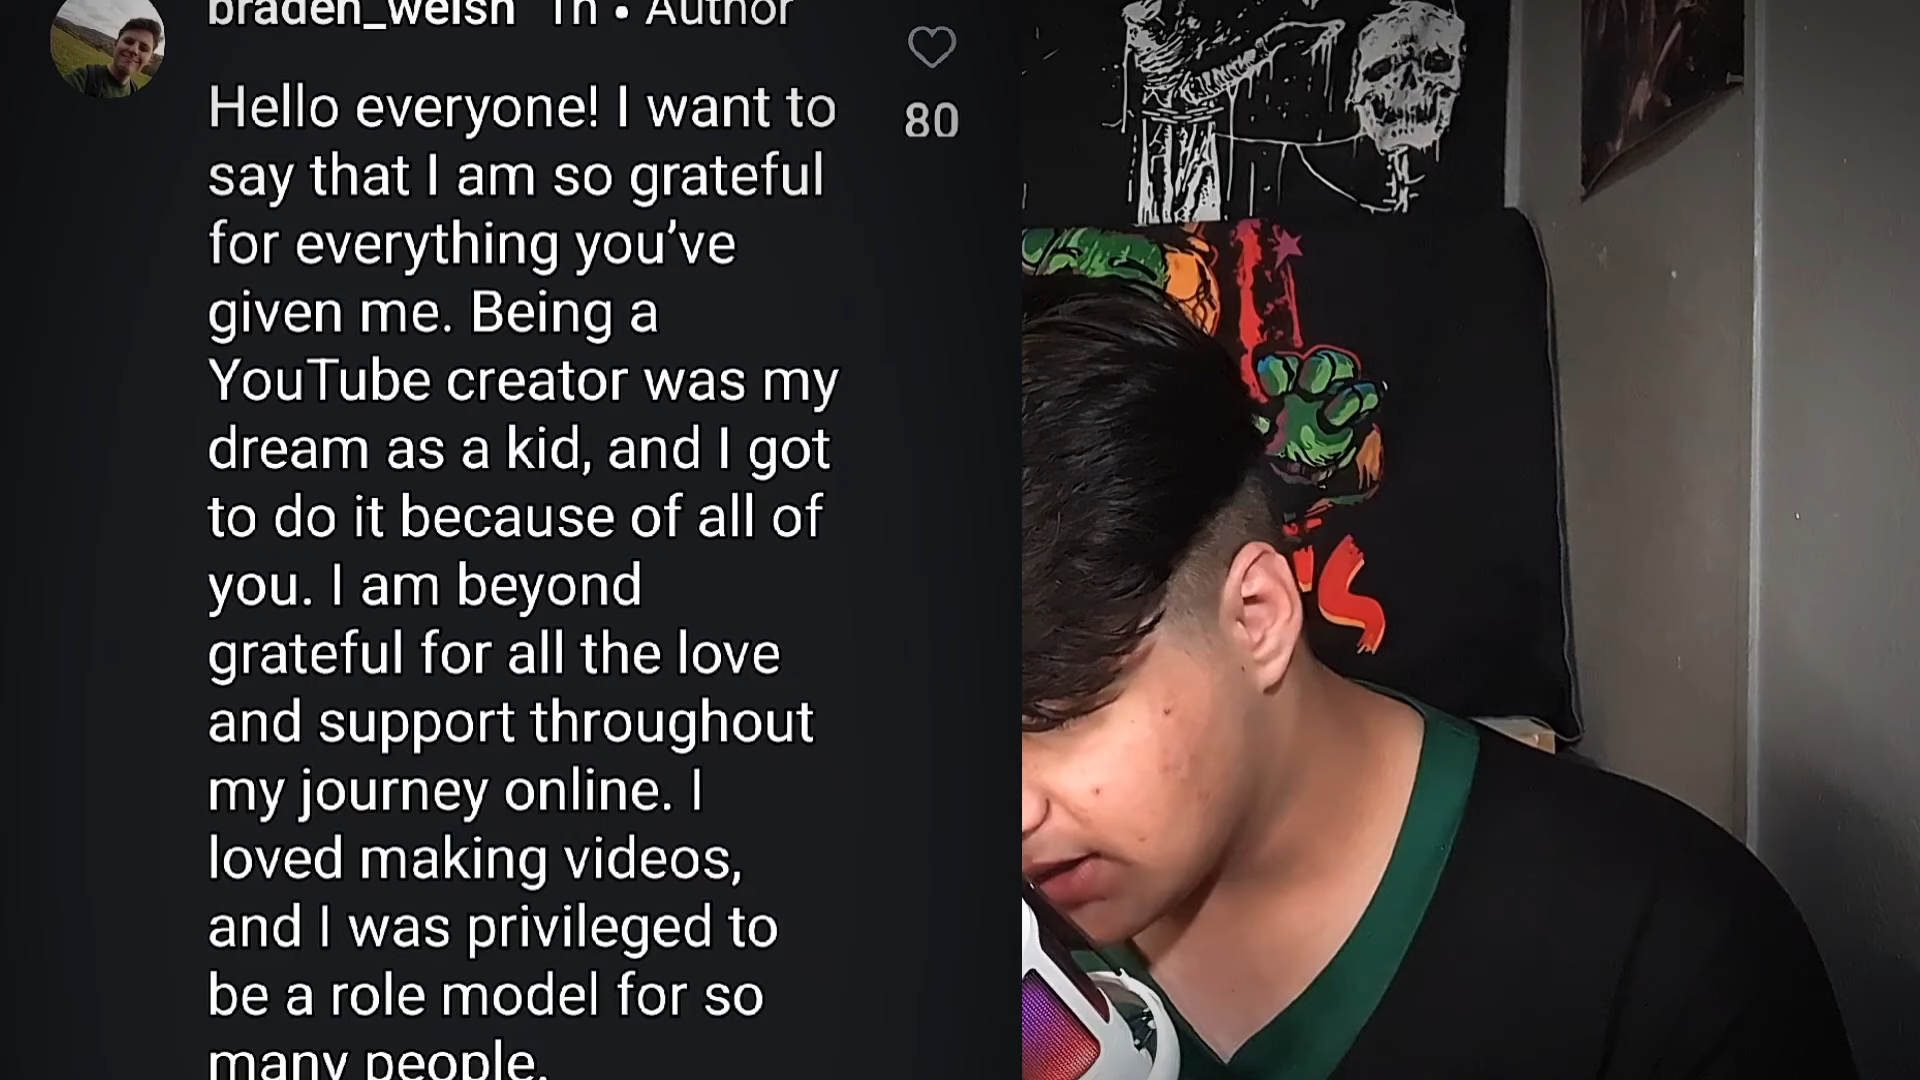 braden_welsh 1h • Author
Hello everyone! I want to
say that I am so grateful
for everything you’ve
given me. Being a
YouTube creator was my
dream as a kid, and I got
to do it because of all of
you. I am beyond
grateful for all the love
and support throughout
my journey online. I
loved making videos,
and I was privileged to
be a role model for so
many people.
80